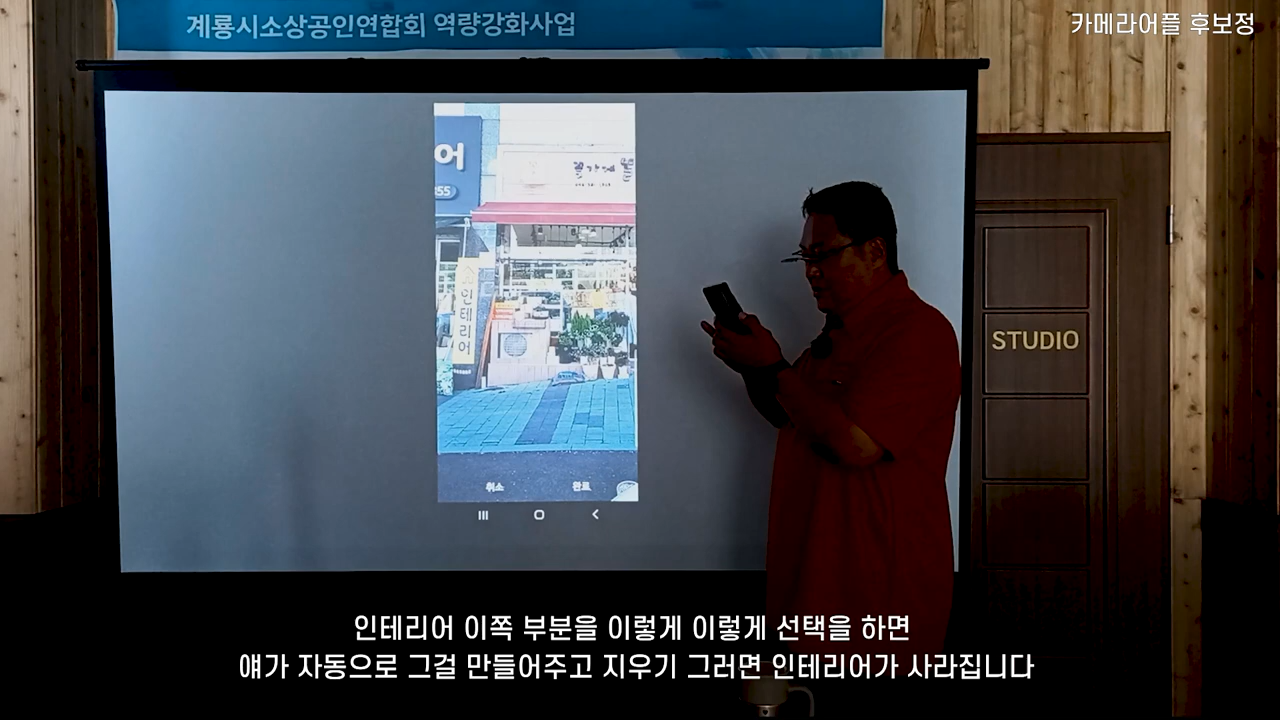 계룡시소상공인연합회 역량강화사업
카메라어플 후보정
어
355
인테리어
취소
완료
STUDIO
인테리어 이쪽 부분을 이렇게 이렇게 선택을 하면
얘가 자동으로 그걸 만들어주고 지우기 그러면 인테리어가 사라집니다